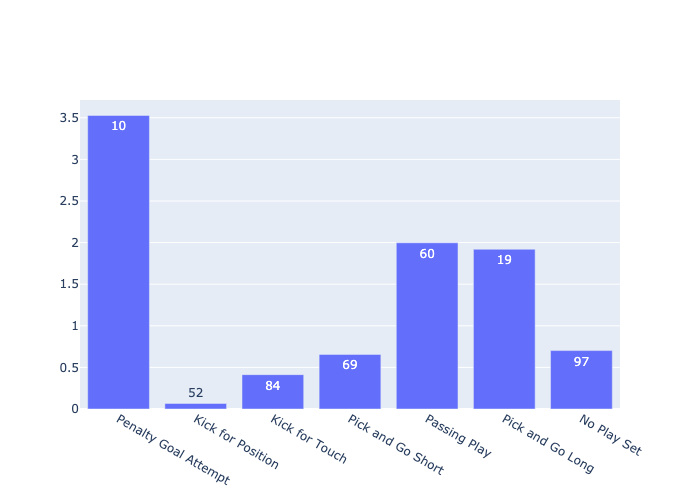 3.5
3
2.5
2
1.5
1
0.5
0
10
52
84
69
60
19
97
Penalty Goal Attempt
Kick for Position
Kick for Touch
Pick and Go Short
Passing Play
Pick and Go Long
No Play Set